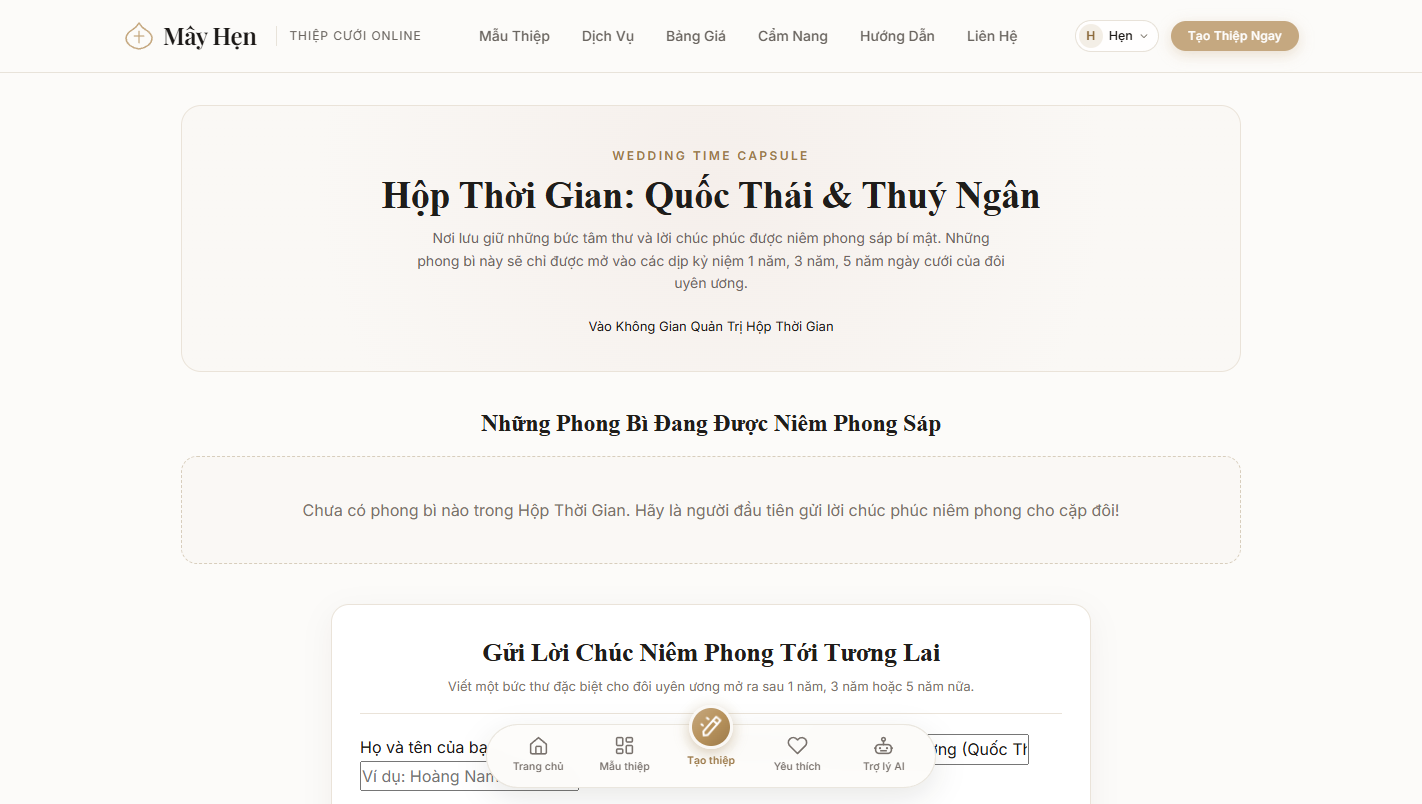 Mây Hẹn
THIỆP CƯỚI ONLINE
Mẫu Thiệp
Dịch Vụ
Bảng Giá
Cẩm Nang
Hướng Dẫn
Liên Hệ
H
Hẹn
Tạo Thiệp Ngay
WEDDING TIME CAPSULE
Hộp Thời Gian: Quốc Thái & Thuý Ngân
Nơi lưu giữ những bức tâm thư và lời chúc phúc được niêm phong sáp bí mật. Những
phong bì này sẽ chỉ được mở vào các dịp kỷ niệm 1 năm, 3 năm, 5 năm ngày cưới của đôi
uyên ương.
Vào Không Gian Quản Trị Hộp Thời Gian
Những Phong Bì Đang Được Niêm Phong Sáp
Chưa có phong bì nào trong Hộp Thời Gian. Hãy là người đầu tiên gửi lời chúc phúc niêm phong cho cặp đôi!
Gửi Lời Chúc Niêm Phong Tới Tương Lai
Viết một bức thư đặc biệt cho đôi uyên ương mở ra sau 1 năm, 3 năm hoặc 5 năm nữa.
Họ và tên của
(Quốc
Ví dụ: Hoàng
Trang chủ
Mẫu thiệp
Tạo thiệp
Yêu thích
Trợ lý AI